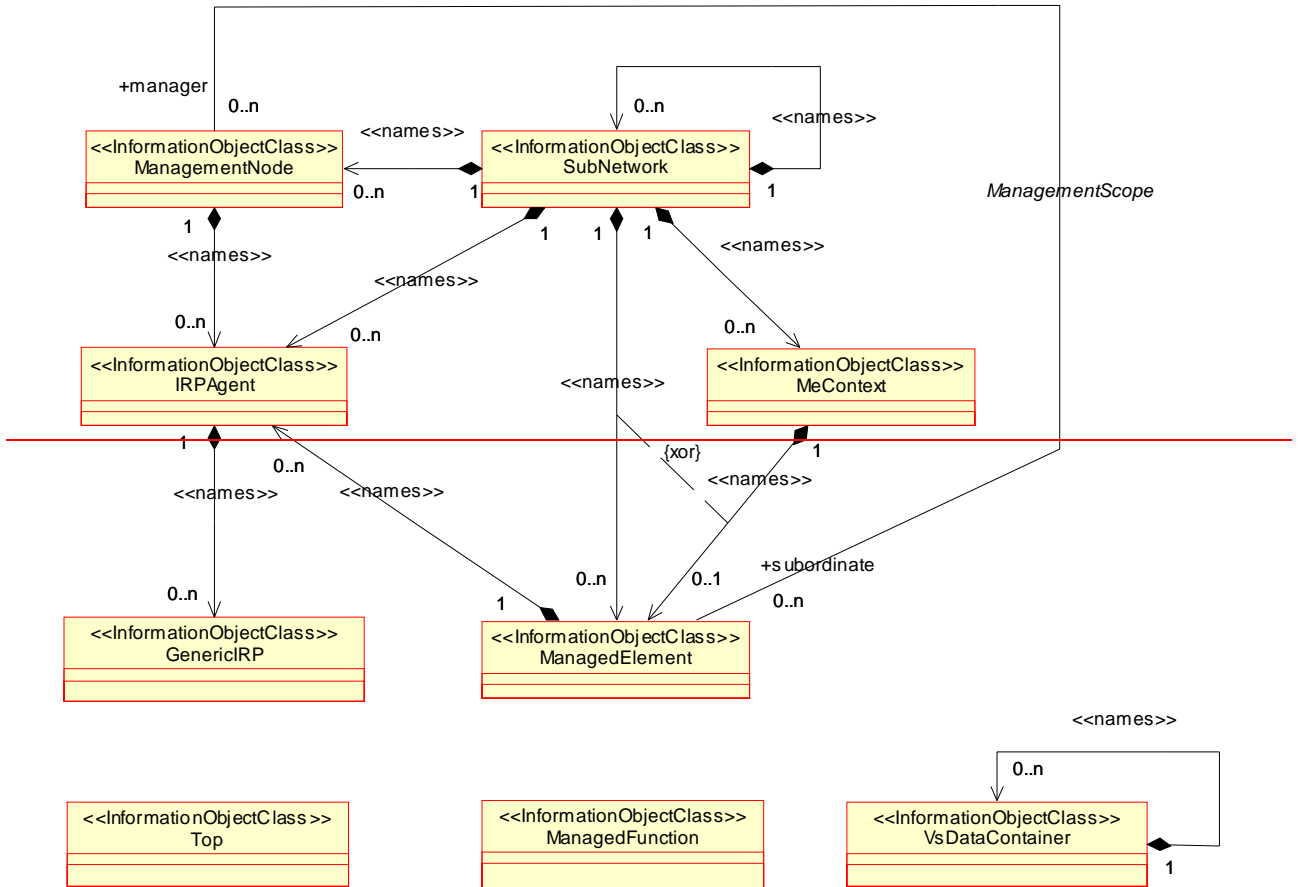 +manager
0..n
0..n
<<names>>
<<names>>
<<InformationObjectClass>>
ManagementNode
<<InformationObjectClass>>
SubNetwork
0..n
1
1
ManagementScope
1
1
1
1
<<names>>
<<names>>
<<names>>
0..n
0..n
0..n
<<InformationObjectClass>>
IRPAgent
<<names>>
<<InformationObjectClass>>
MeContext
1
0..n
{xor}
1
<<names>>
<<names>>
<<names>>
0..n
0..n
0..1
+subordinate
0..n
1
<<InformationObjectClass>>
GenericIRP
<<InformationObjectClass>>
ManagedElement
<<names>>
0..n
<<InformationObjectClass>>
Top
<<InformationObjectClass>>
ManagedFunction
<<InformationObjectClass>>
VsDataContainer
1